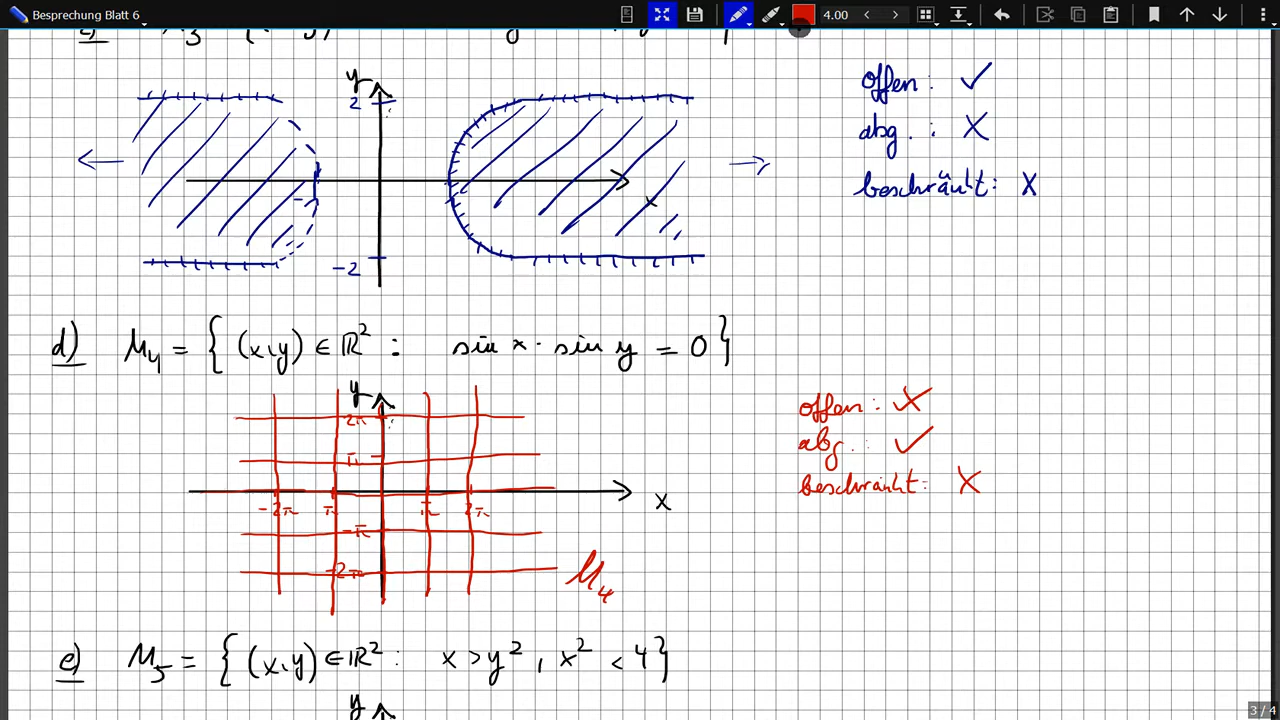 Besprechung Blatt 6
4.00
y
2
offen: ✓
abg.: X
beschränkt: X
x
-2
d) M₄ = { (x,y) ∈ ℝ² : sin x · sin y = 0}
y
2π
π
-2π π π 2π
x
-π
-2π
M₄
offen: X
abg: ✓
beschränkt: X
e) M₅ = { (x,y) ∈ ℝ² : x > y² , x² < 4}
y
3 / 4